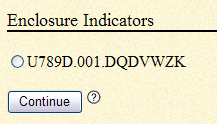 Enclosure Indicators
U789D.001.DQDVWZK
Continue
?